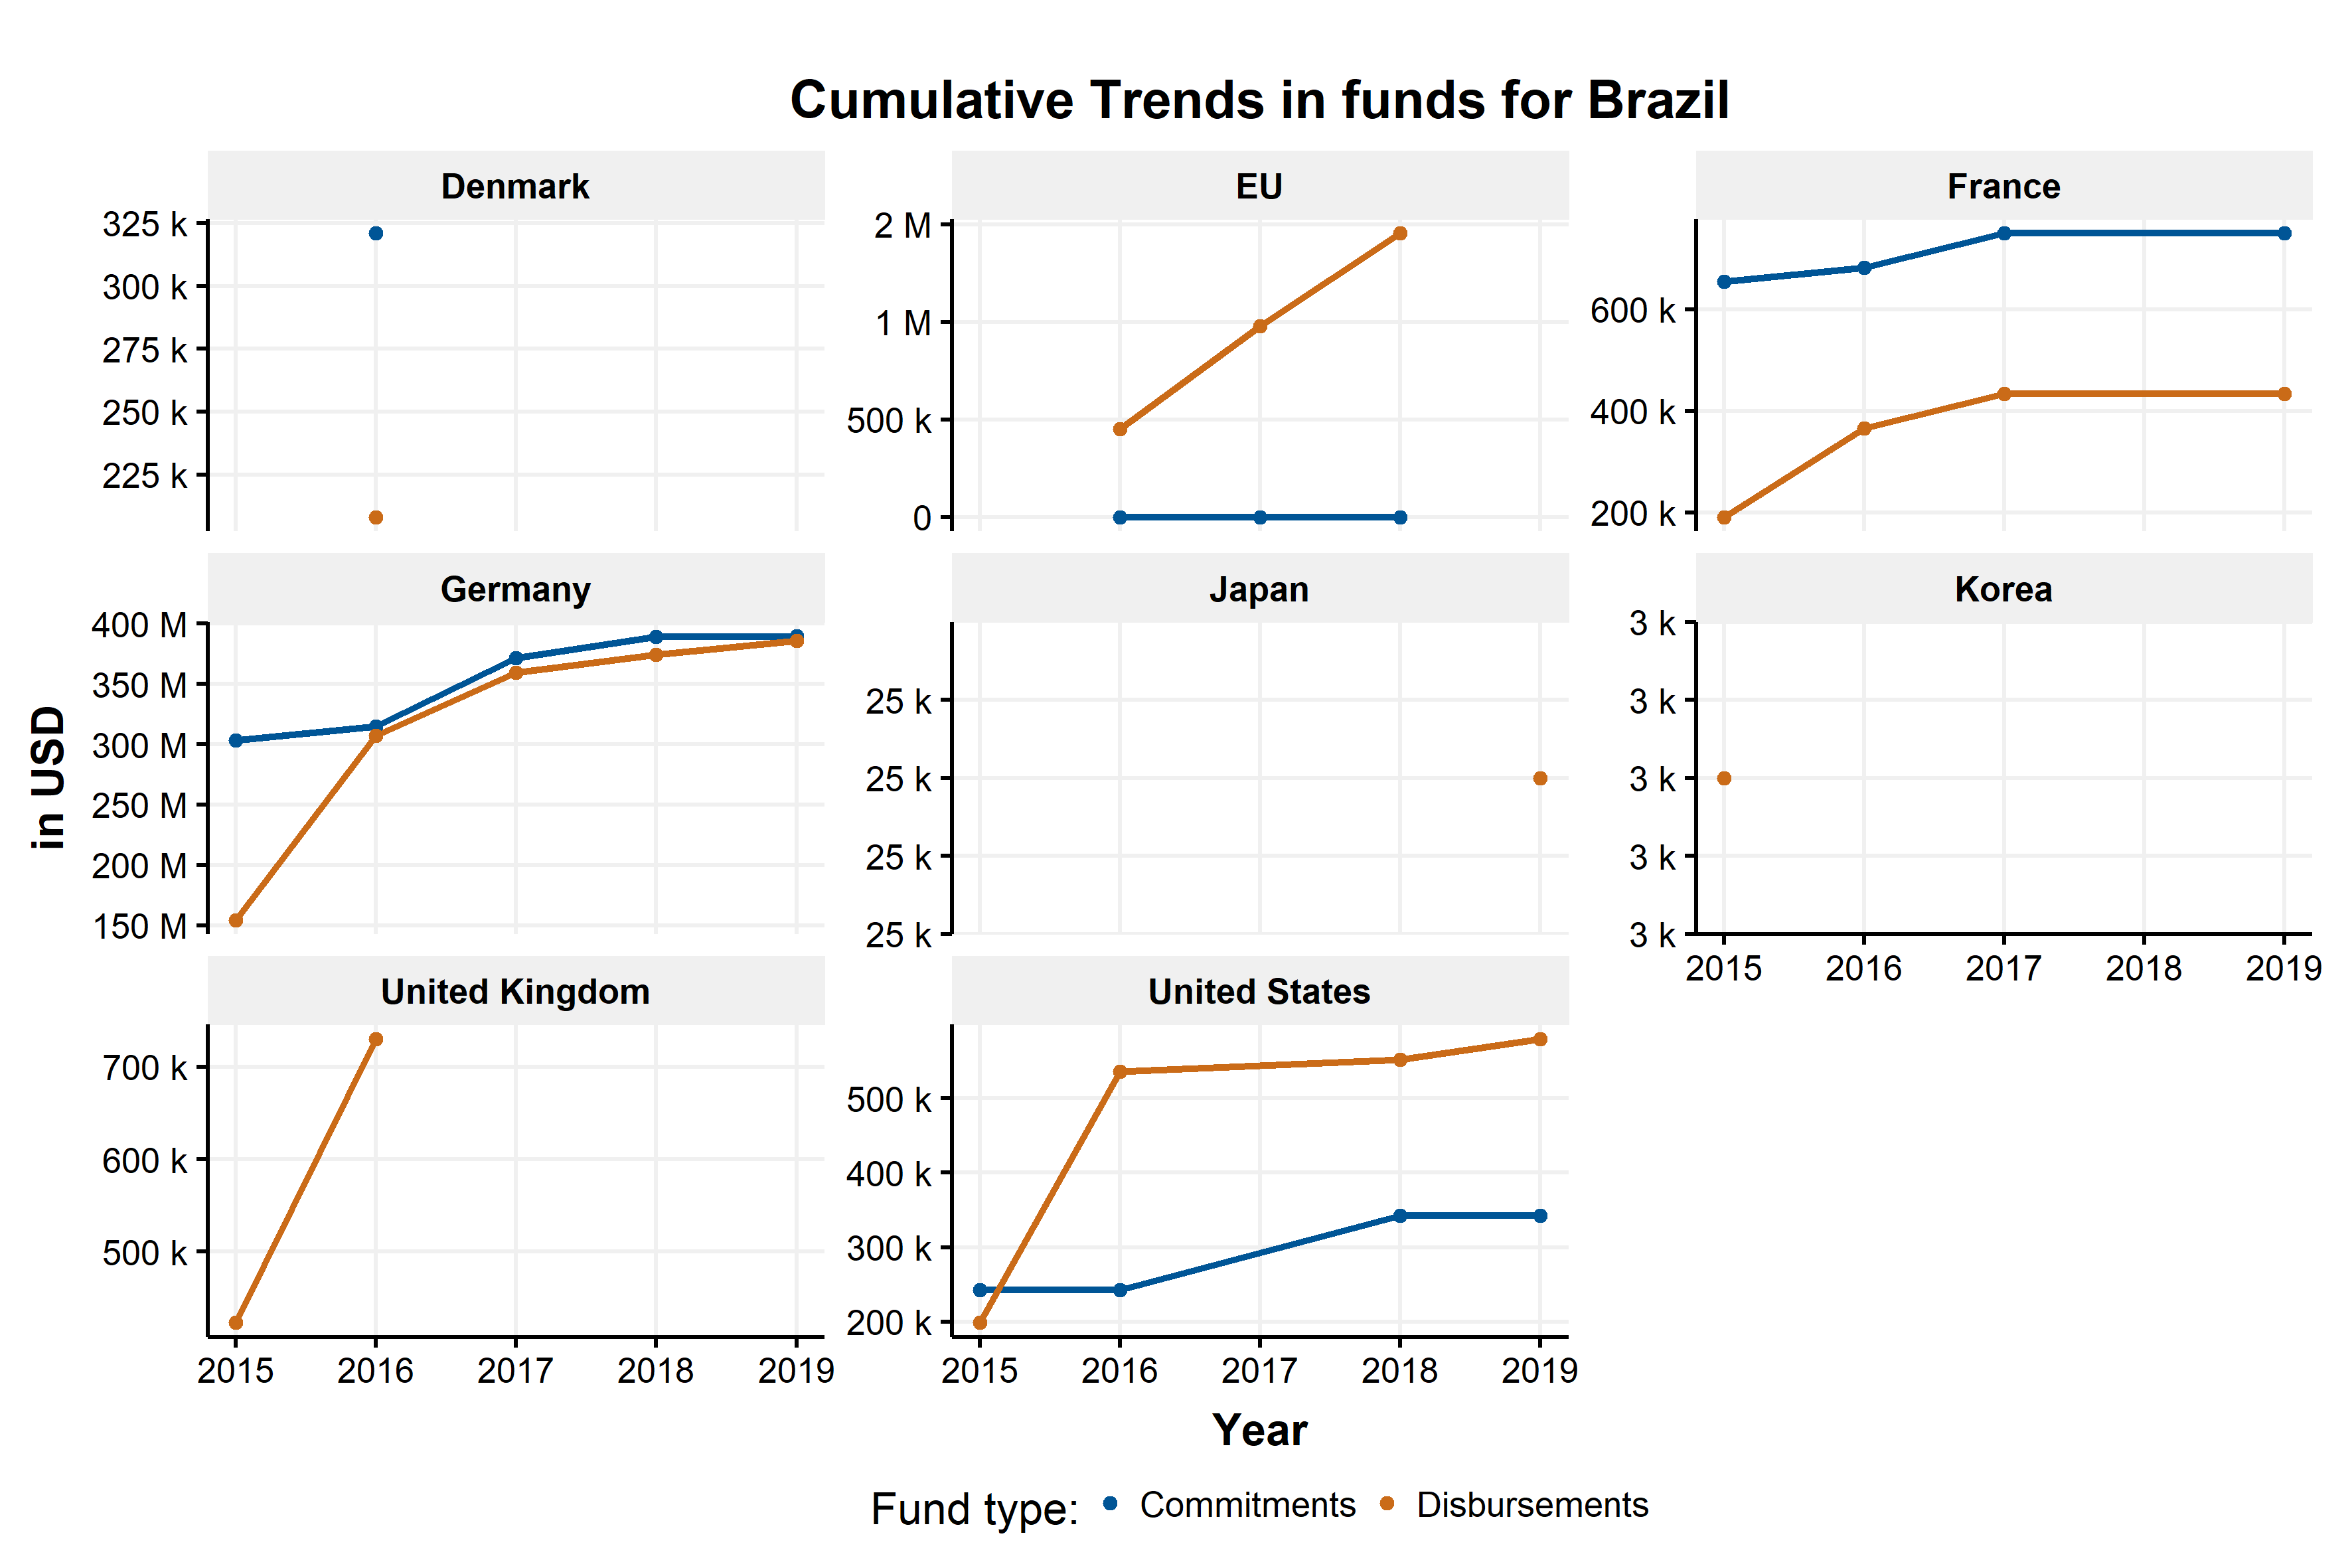 Cumulative Trends in funds for Brazil
Denmark
325 k
300 k
275 k
250 k
225 k
EU
2 M
1 M
500 k
0
France
600 k
400 k
200 k
Germany
400 M
350 M
300 M
250 M
200 M
150 M
Japan
25 k
25 k
25 k
25 k
Korea
3 k
3 k
3 k
3 k
3 k
2015 2016 2017 2018 2019
United Kingdom
700 k
600 k
500 k
2015 2016 2017 2018 2019
United States
500 k
400 k
300 k
200 k
2015 2016 2017 2018 2019
in USD
Year
Fund type: Commitments Disbursements